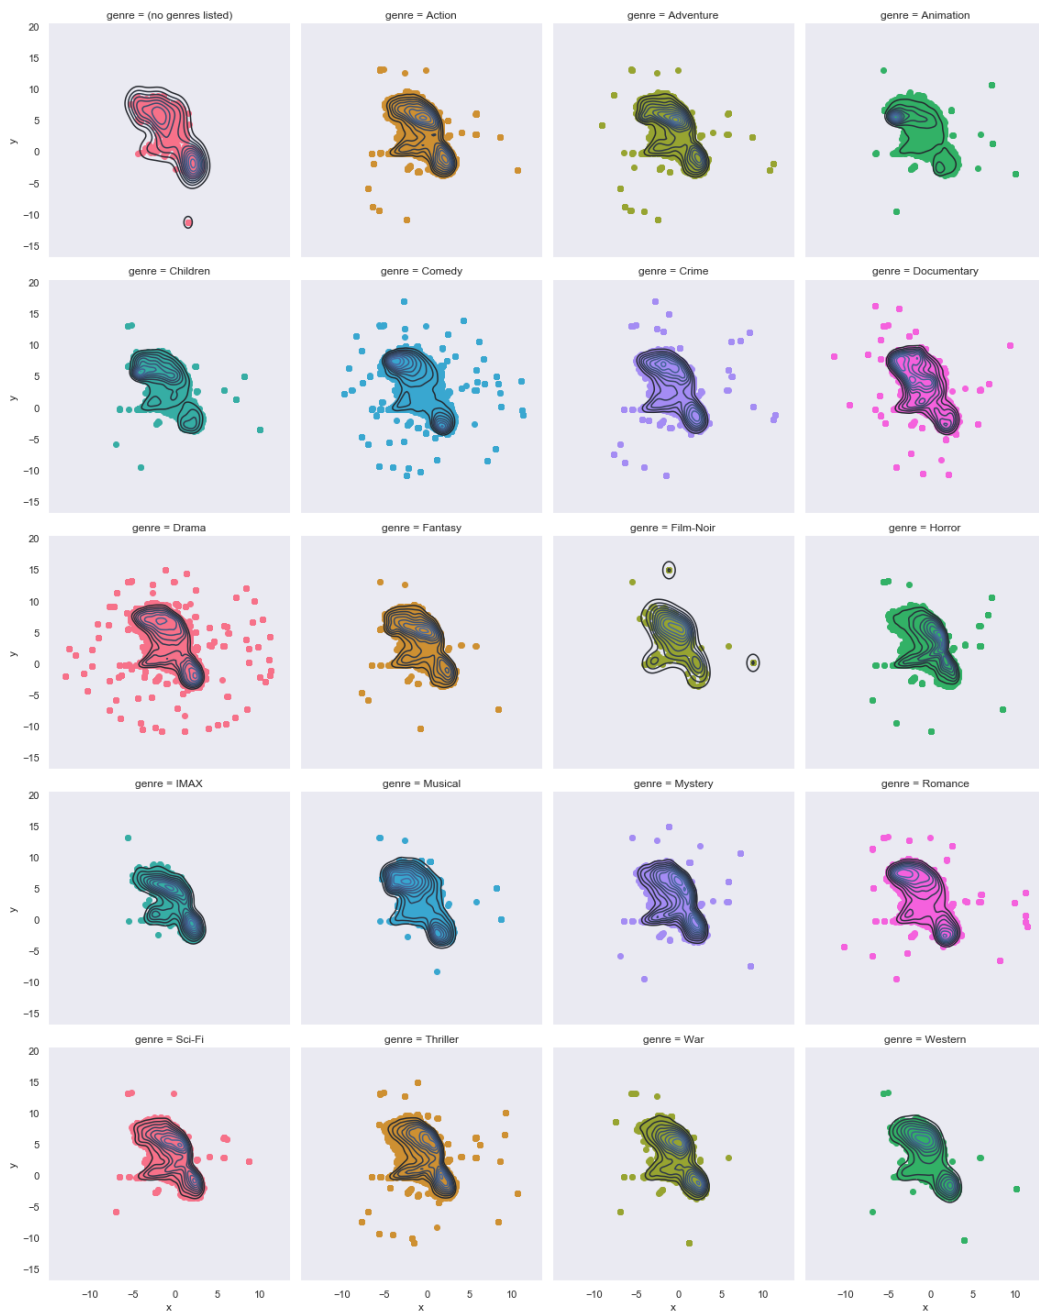 genre = (no genres listed)
genre = Action
genre = Adventure
genre = Animation
20
15
10
5
0
−5
−10
−15
y
genre = Children
genre = Comedy
genre = Crime
genre = Documentary
20
15
10
5
0
−5
−10
−15
y
genre = Drama
genre = Fantasy
genre = Film-Noir
genre = Horror
20
15
10
5
0
−5
−10
−15
y
genre = IMAX
genre = Musical
genre = Mystery
genre = Romance
20
15
10
5
0
−5
−10
−15
y
genre = Sci-Fi
genre = Thriller
genre = War
genre = Western
20
15
10
5
0
−5
−10
−15
y
−10 −5 0 5 10
x
−10 −5 0 5 10
x
−10 −5 0 5 10
x
−10 −5 0 5 10
x